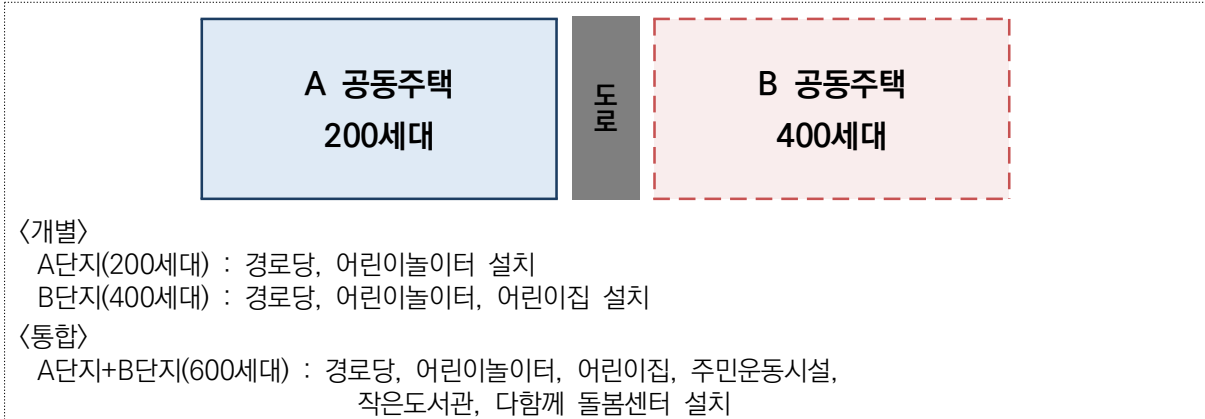 A 공동주택
200세대
도로
B 공동주택
400세대
〈개별〉
A단지(200세대) : 경로당, 어린이놀이터 설치
B단지(400세대) : 경로당, 어린이놀이터, 어린이집 설치
〈통합〉
A단지+B단지(600세대) : 경로당, 어린이놀이터, 어린이집, 주민운동시설,
작은도서관, 다함께 돌봄센터 설치